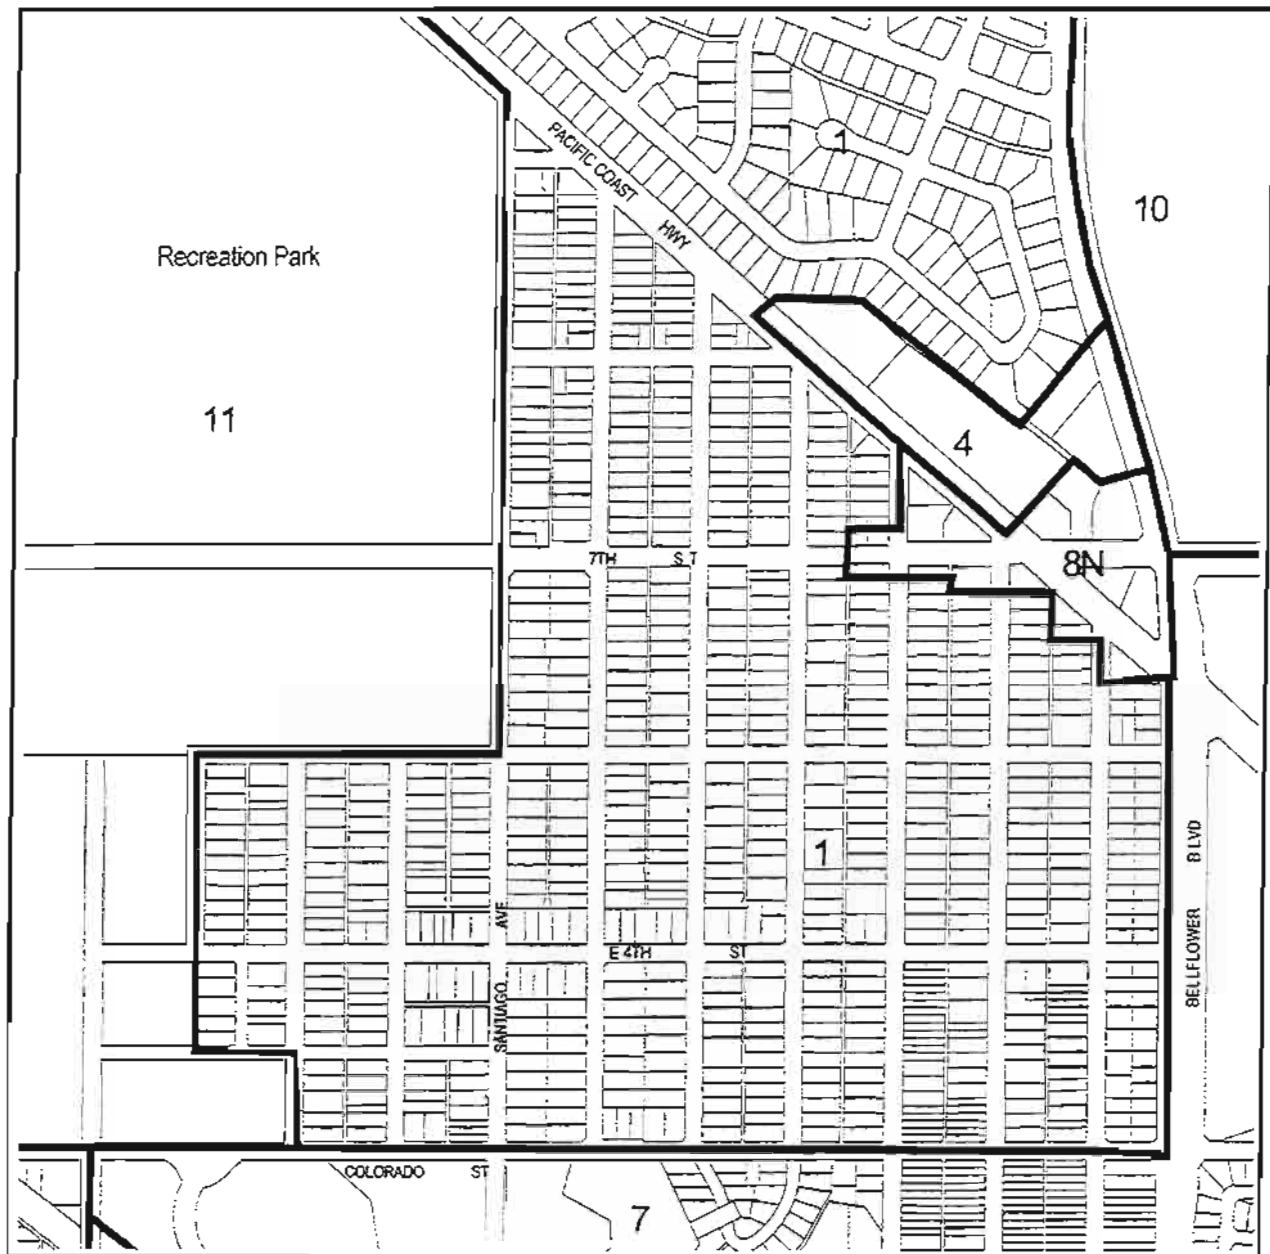 1
10
PACIFIC COAST
HWY
Recreation Park
11
4
7TH ST
8N
1
BELLFLOWER BLVD
SANTIAGO AVE
E 4TH ST
COLORADO ST
7